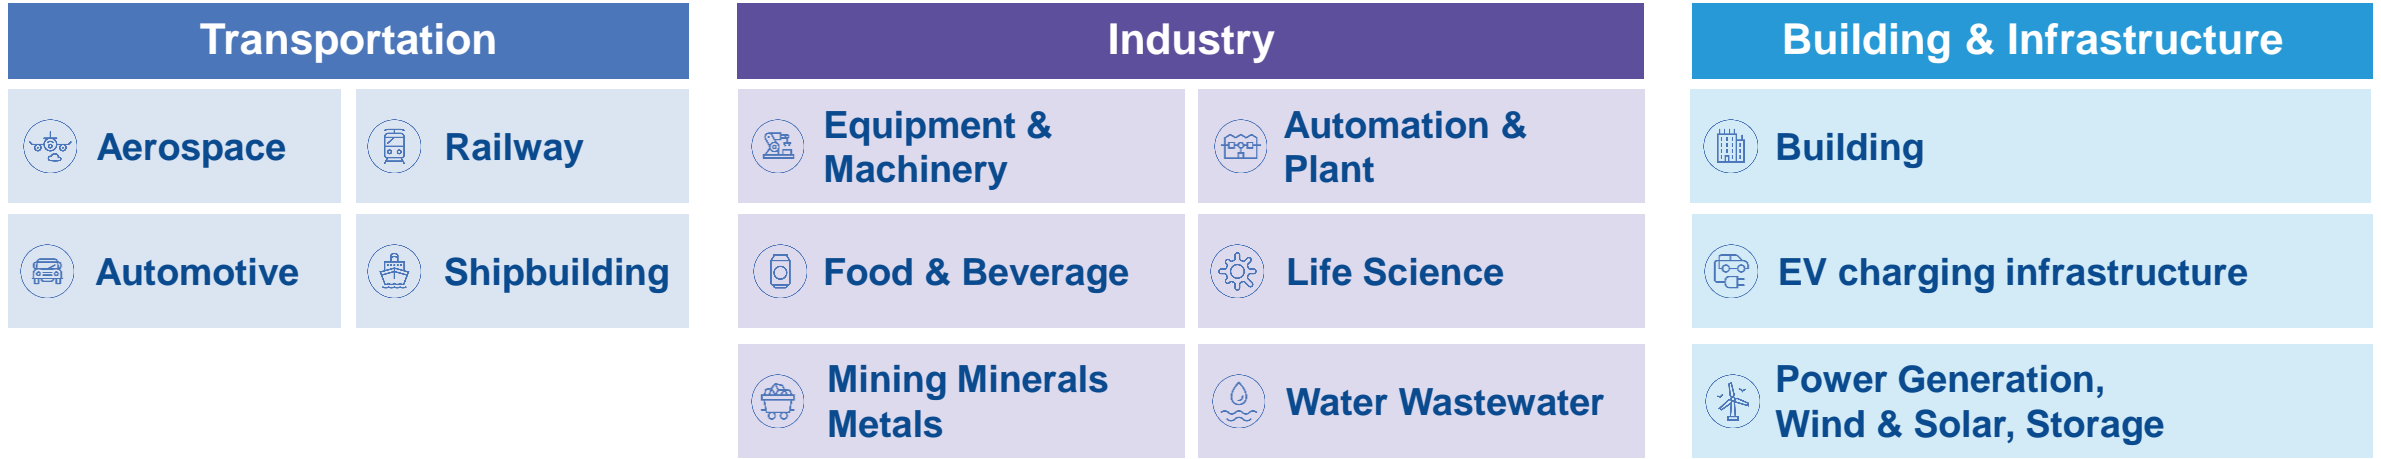 Transportation
Aerospace
Railway
Automotive
Shipbuilding
Industry
Equipment &
Machinery
Automation &
Plant
Food & Beverage
Life Science
Mining Minerals
Metals
Water Wastewater
Building & Infrastructure
Building
EV charging infrastructure
Power Generation,
Wind & Solar, Storage